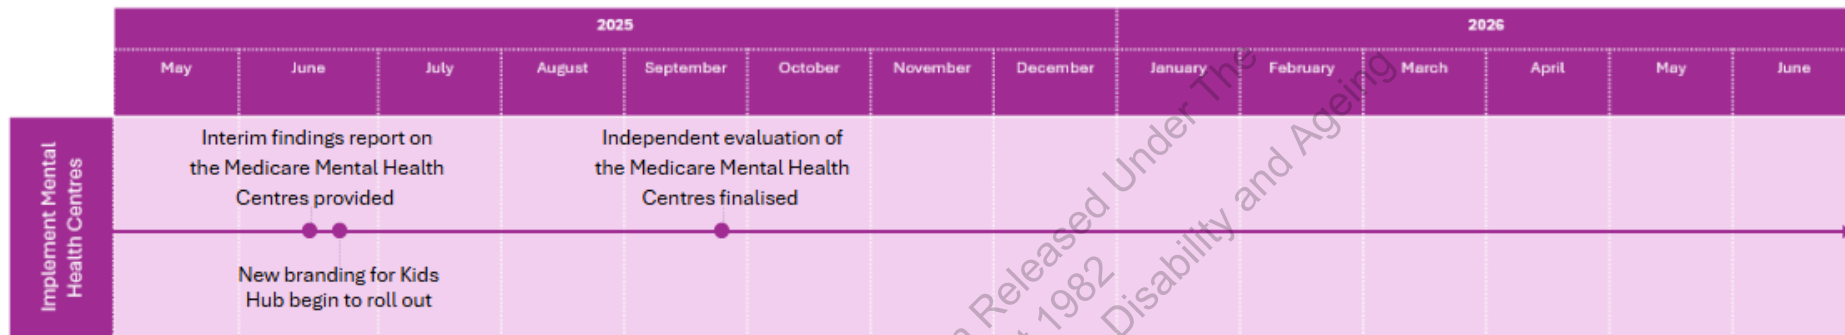 2025
2026
May
June
July
August
September
October
November
December
January
February
March
April
May
June
Implement Mental
Health Centres
Interim findings report on
the Medicare Mental Health
Centres provided
Independent evaluation of
the Medicare Mental Health
Centres finalised
New branding for Kids
Hub begin to roll out
Released Under The
1982
Disability and Ageing